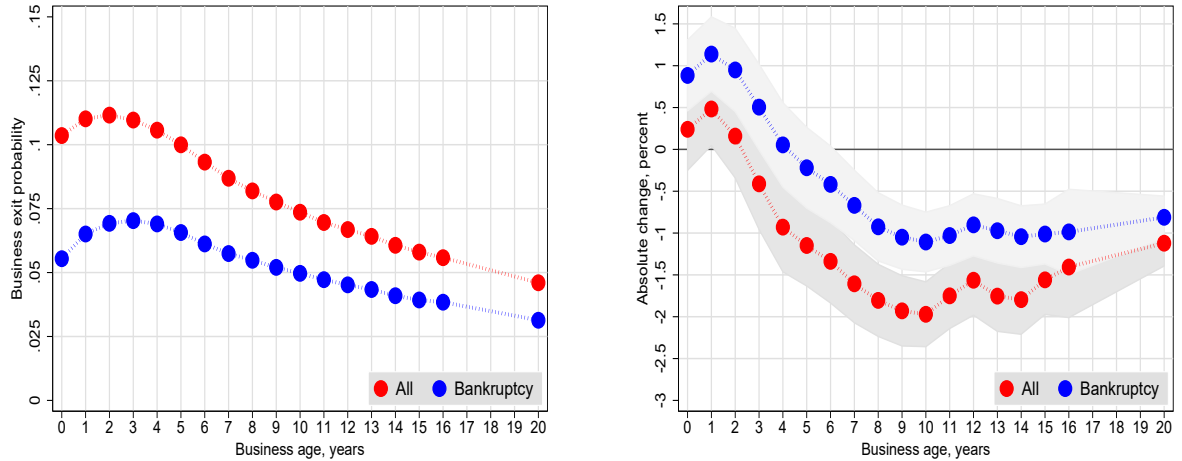 Business exit probability
.15
.125
.1
.075
.05
.025
0
0 1 2 3 4 5 6 7 8 9 10 11 12 13 14 15 16 17 18 19 20
Business age, years
All Bankruptcy
Absolute change, percent
1.5
1
.5
0
-.5
-1
-1.5
-2
-2.5
-3
0 1 2 3 4 5 6 7 8 9 10 11 12 13 14 15 16 17 18 19 20
Business age, years
All Bankruptcy